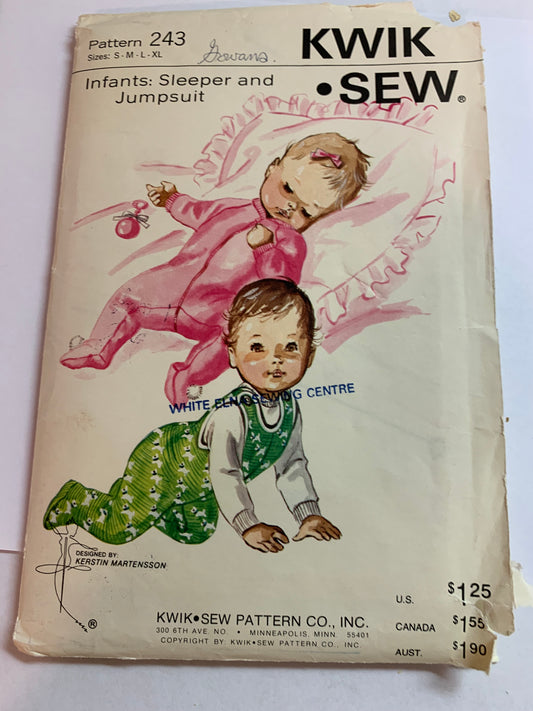 Pattern 243
Sizes: S - M - L - XL
KWIK
•SEW®
Infants: Sleeper and
Jumpsuit
WHITE ELNA SEWING CENTRE
DESIGNED BY:
KERSTIN MARTENSSON
®
KWIK•SEW PATTERN CO., INC.
300 6TH AVE. NO. • MINNEAPOLIS, MINN. 55401
COPYRIGHT BY: KWIK•SEW PATTERN CO., INC.
U.S. $1.25
CANADA $1.55
AUST. $1.90